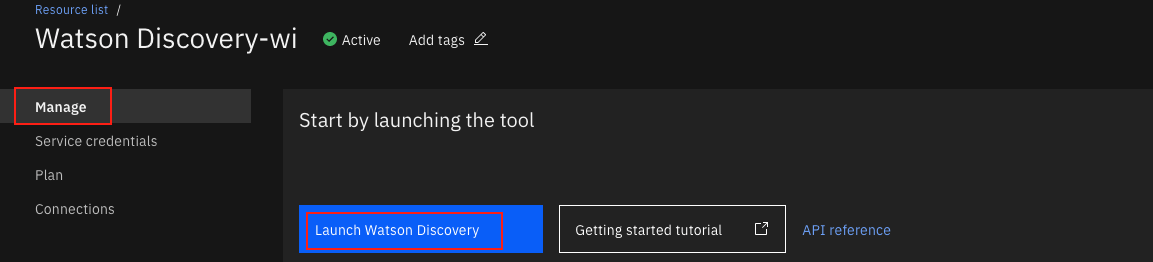 Resource list /
Watson Discovery-wi Active Add tags
Manage
Service credentials
Plan
Connections
Start by launching the tool
Launch Watson Discovery Getting started tutorial API reference